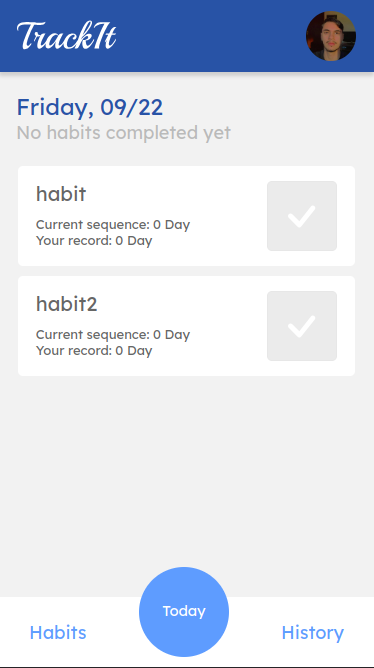 TrackIt
Friday, 09/22
No habits completed yet
habit
Current sequence: 0 Day
Your record: 0 Day
habit2
Current sequence: 0 Day
Your record: 0 Day
Habits
Today
History